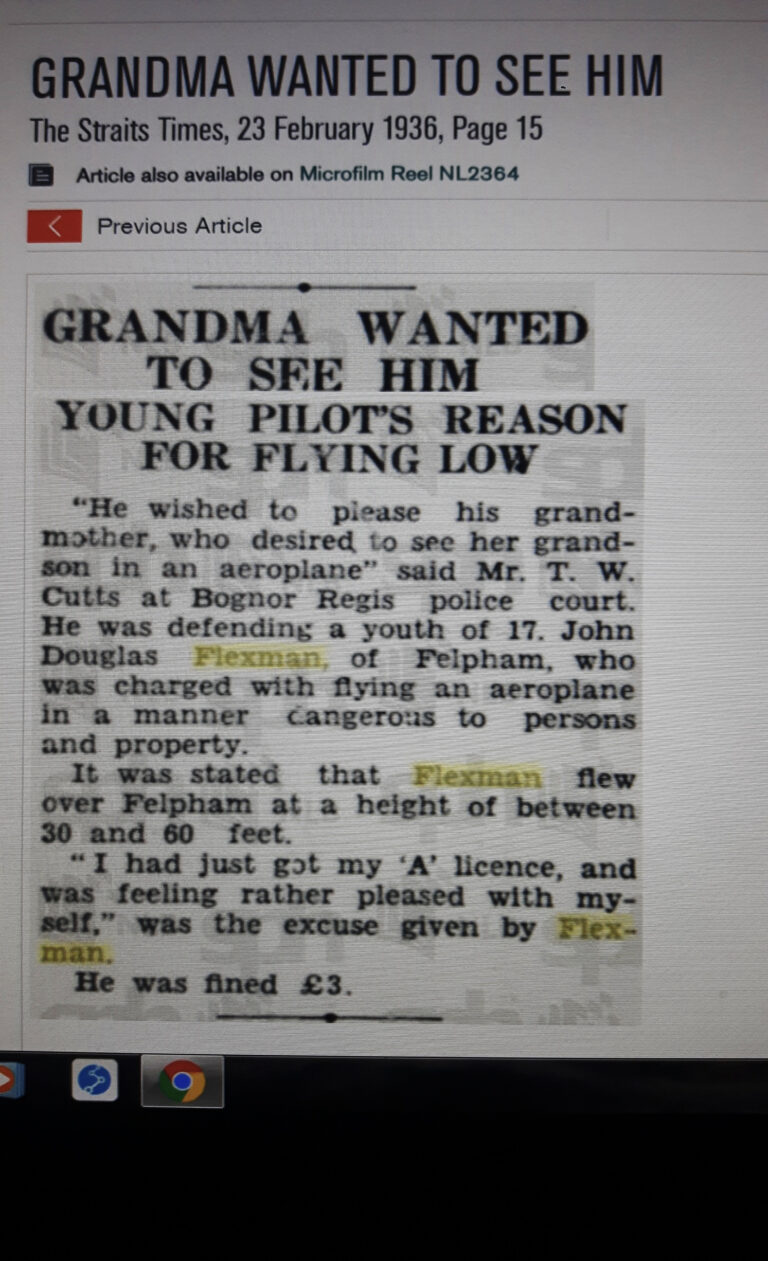 GRANDMA WANTED TO SEE HIM
The Straits Times, 23 February 1936, Page 15
Article also available on Microfilm Reel NL2364
Previous Article
GRANDMA WANTED
TO SEE HIM
YOUNG PILOT'S REASON
FOR FLYING LOW
"He wished to please his grand-
mother, who desired to see her grand-
son in an aeroplane" said Mr. T. W.
Cutts at Bognor Regis police court.
He was defending a youth of 17. John
Douglas Flexman, of Felpham, who
was charged with flying an aeroplane
in a manner dangerous to persons
and property.
It was stated that Flexman flew
over Felpham at a height of between
30 and 60 feet.
"I had just got my 'A' licence, and
was feeling rather pleased with my-
self," was the excuse given by Flex-
man.
He was fined £3.